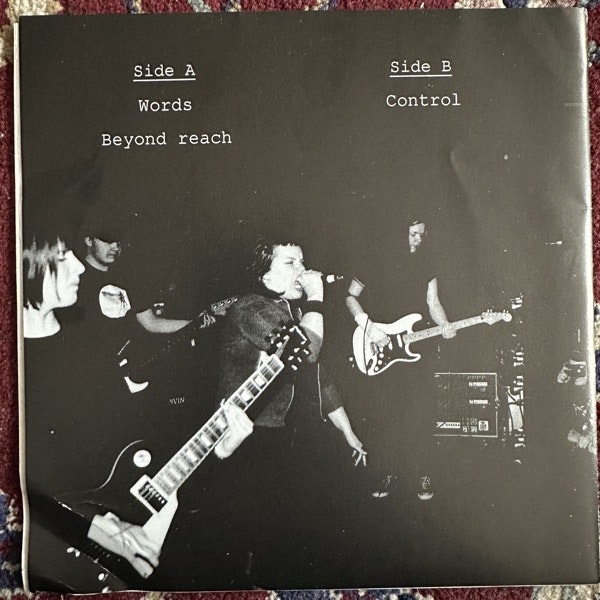 Side A
Words
Beyond reach
Side B
Control